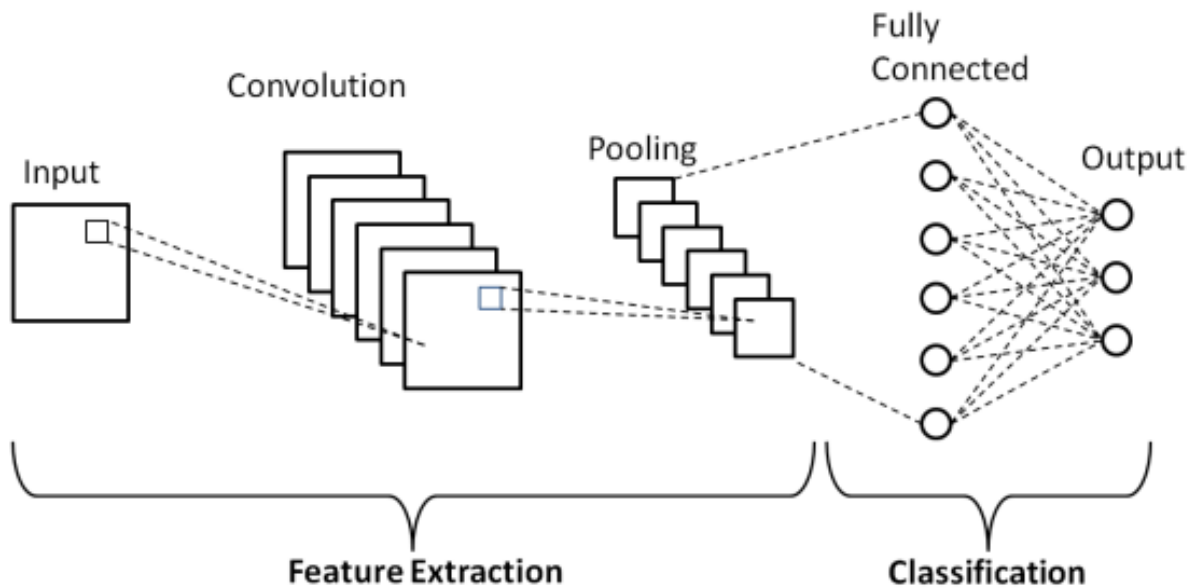 Input
Convolution
Pooling
Fully
Connected
Output
Feature Extraction
Classification